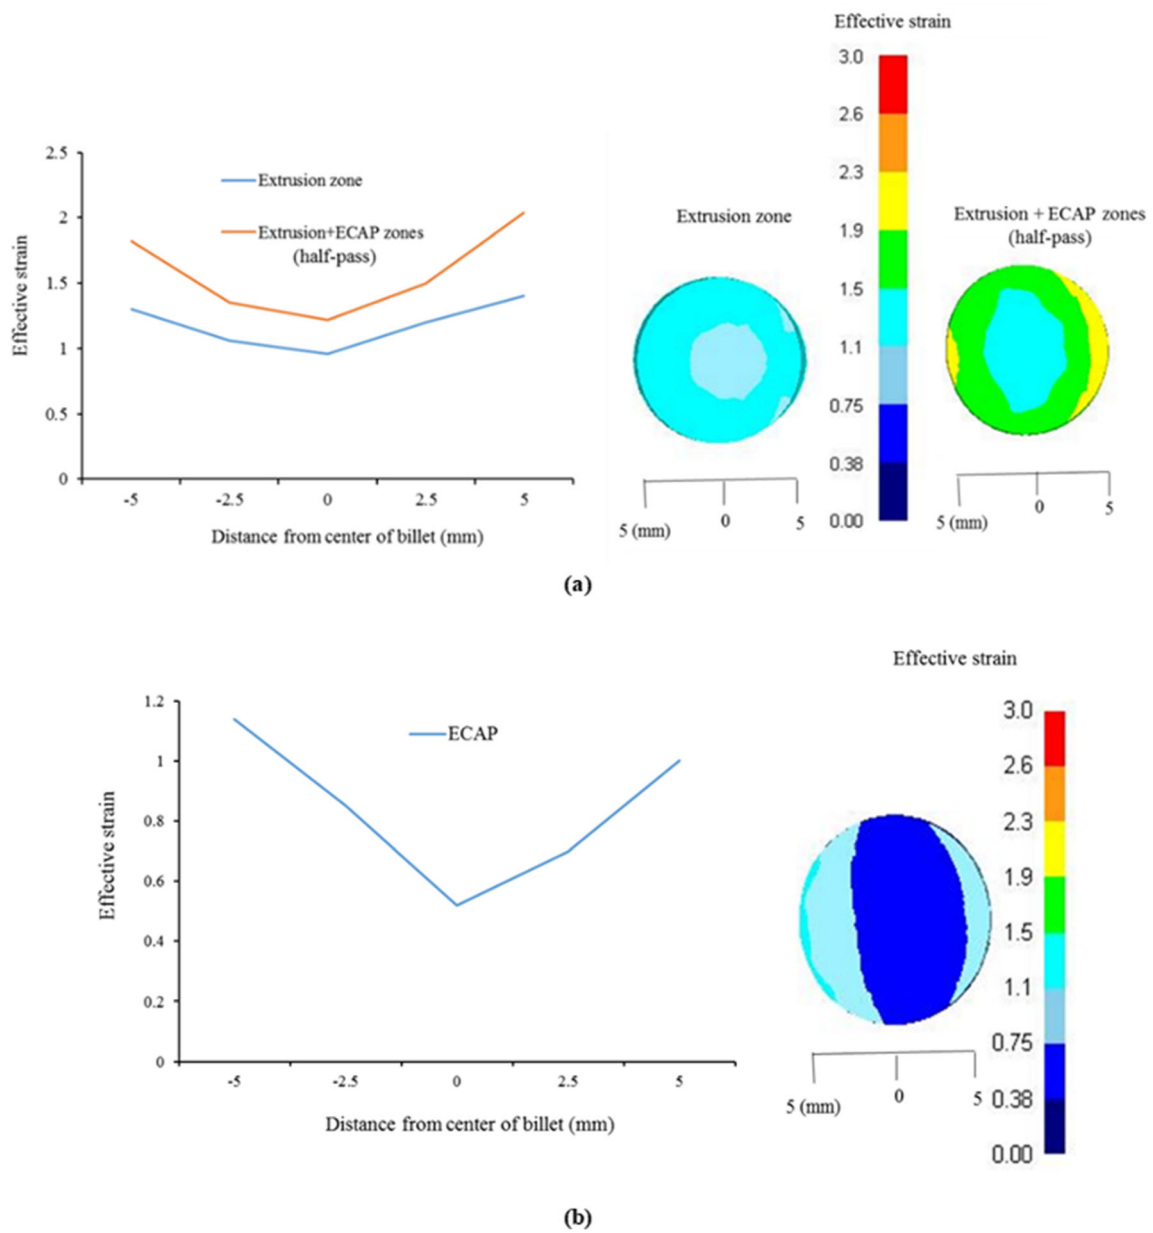 Effective strain
3.0
2.6
2.3
1.9
1.5
1.1
0.75
0.38
0.00
2.5
2
1.5
1
0.5
0
Effective strain
Extrusion zone
Extrusion+ECAP zones
(half-pass)
-5 -2.5 0 2.5 5
Distance from center of billet (mm)
Extrusion zone
5 (mm) 0 5
Extrusion + ECAP zones
(half-pass)
5 (mm) 0 5
(a)
Effective strain
3.0
2.6
2.3
1.9
1.5
1.1
0.75
0.38
0.00
1.2
1
0.8
0.6
0.4
0.2
0
Effective strain
ECAP
-5 -2.5 0 2.5 5
Distance from center of billet (mm)
5 (mm) 0 5
(b)